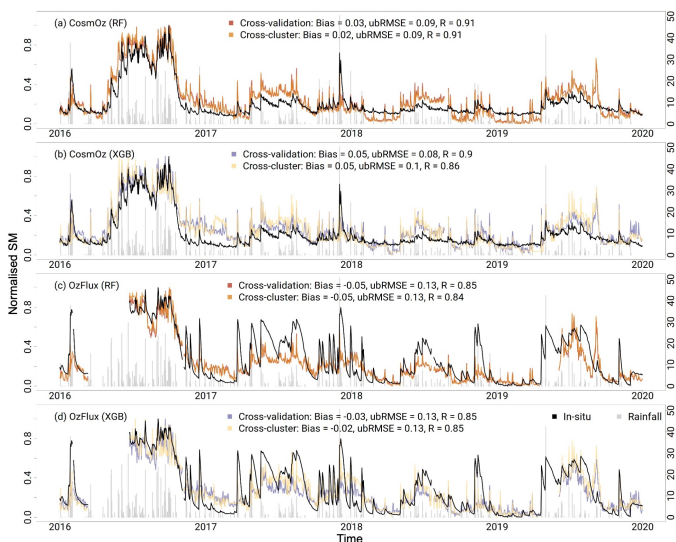 (a) CosmOz (RF)
Cross-validation: Bias = 0.03, ubRMSE = 0.09, R = 0.91
Cross-cluster: Bias = 0.02, ubRMSE = 0.09, R = 0.91
0.8
0.4
0.0
50
40
30
20
10
0
2016 2017 2018 2019 2020
(b) CosmOz (XGB)
Cross-validation: Bias = 0.05, ubRMSE = 0.08, R = 0.9
Cross-cluster: Bias = 0.05, ubRMSE = 0.1, R = 0.86
0.8
0.4
0.0
50
40
30
20
10
0
2016 2017 2018 2019 2020
Normalised SM
(c) OzFlux (RF)
Cross-validation: Bias = -0.05, ubRMSE = 0.13, R = 0.85
Cross-cluster: Bias = -0.05, ubRMSE = 0.13, R = 0.84
0.8
0.4
0.0
50
40
30
20
10
0
2016 2017 2018 2019 2020
(d) OzFlux (XGB)
Cross-validation: Bias = -0.03, ubRMSE = 0.13, R = 0.85
Cross-cluster: Bias = -0.02, ubRMSE = 0.13, R = 0.85
In-situ Rainfall
0.8
0.4
0.0
50
40
30
20
10
0
2016 2017 2018 2019 2020
Time